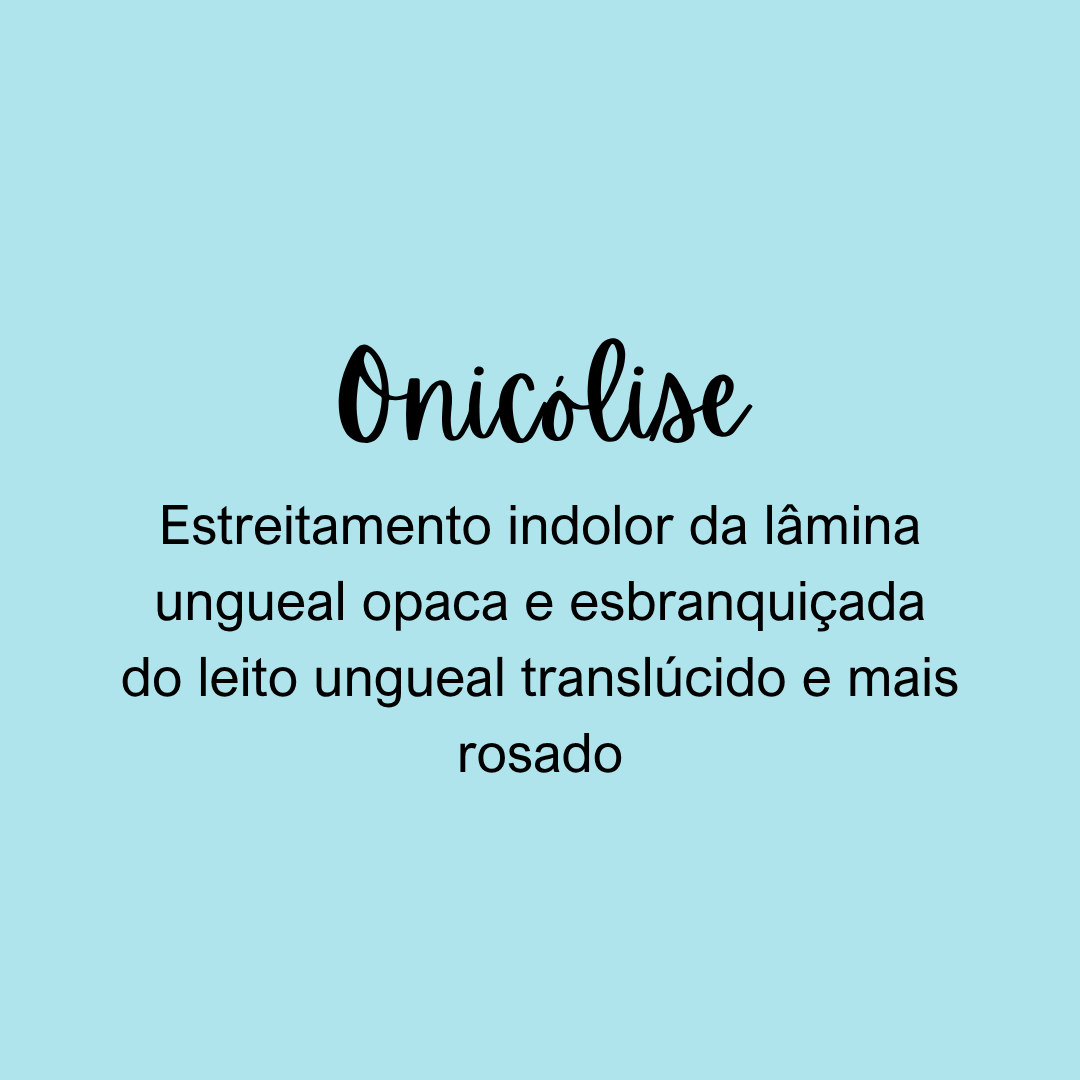 Onicólise
Estreitamento indolor da lâmina
ungueal opaca e esbranquiçada
do leito ungueal translúcido e mais
rosado